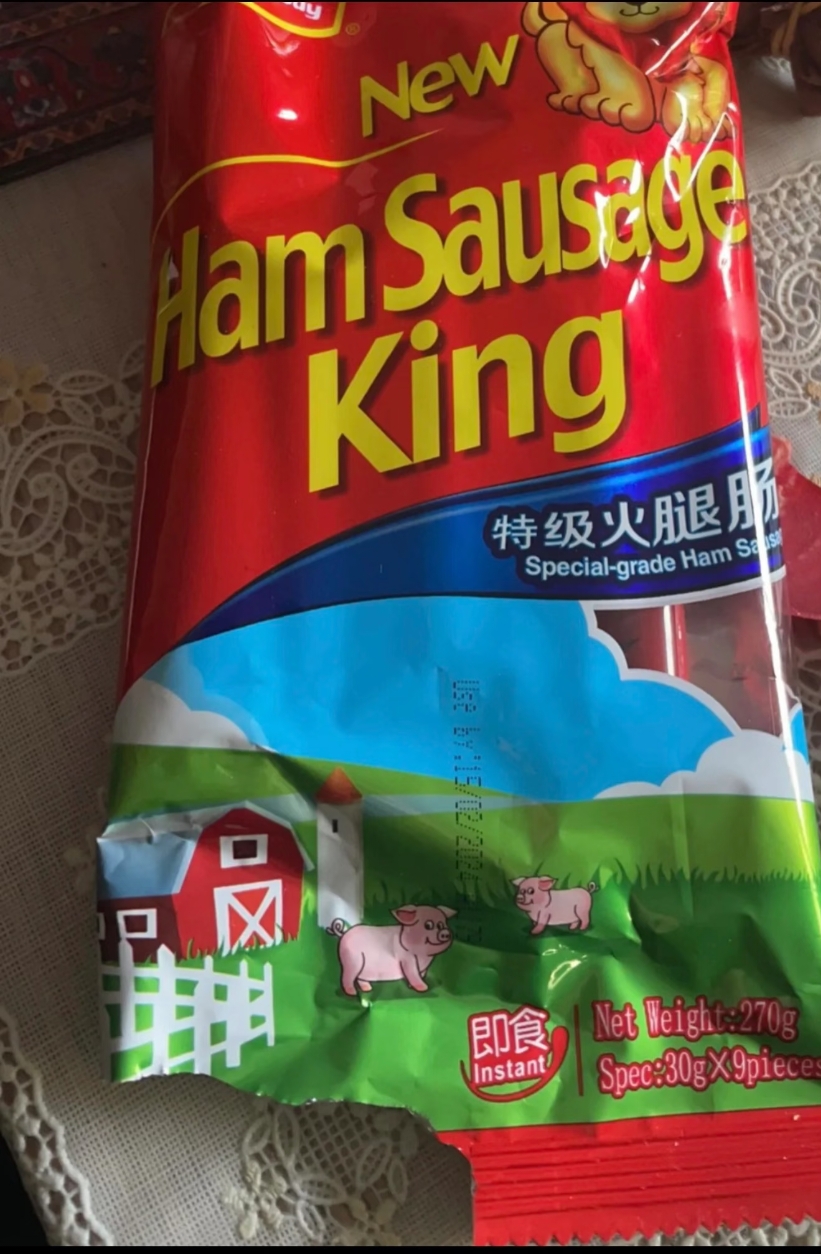 New
Ham Sausage
King
特级火腿肠
Special-grade Ham Sausa
即食
Instant
Net Weight:270g
Spec:30g×9pieces